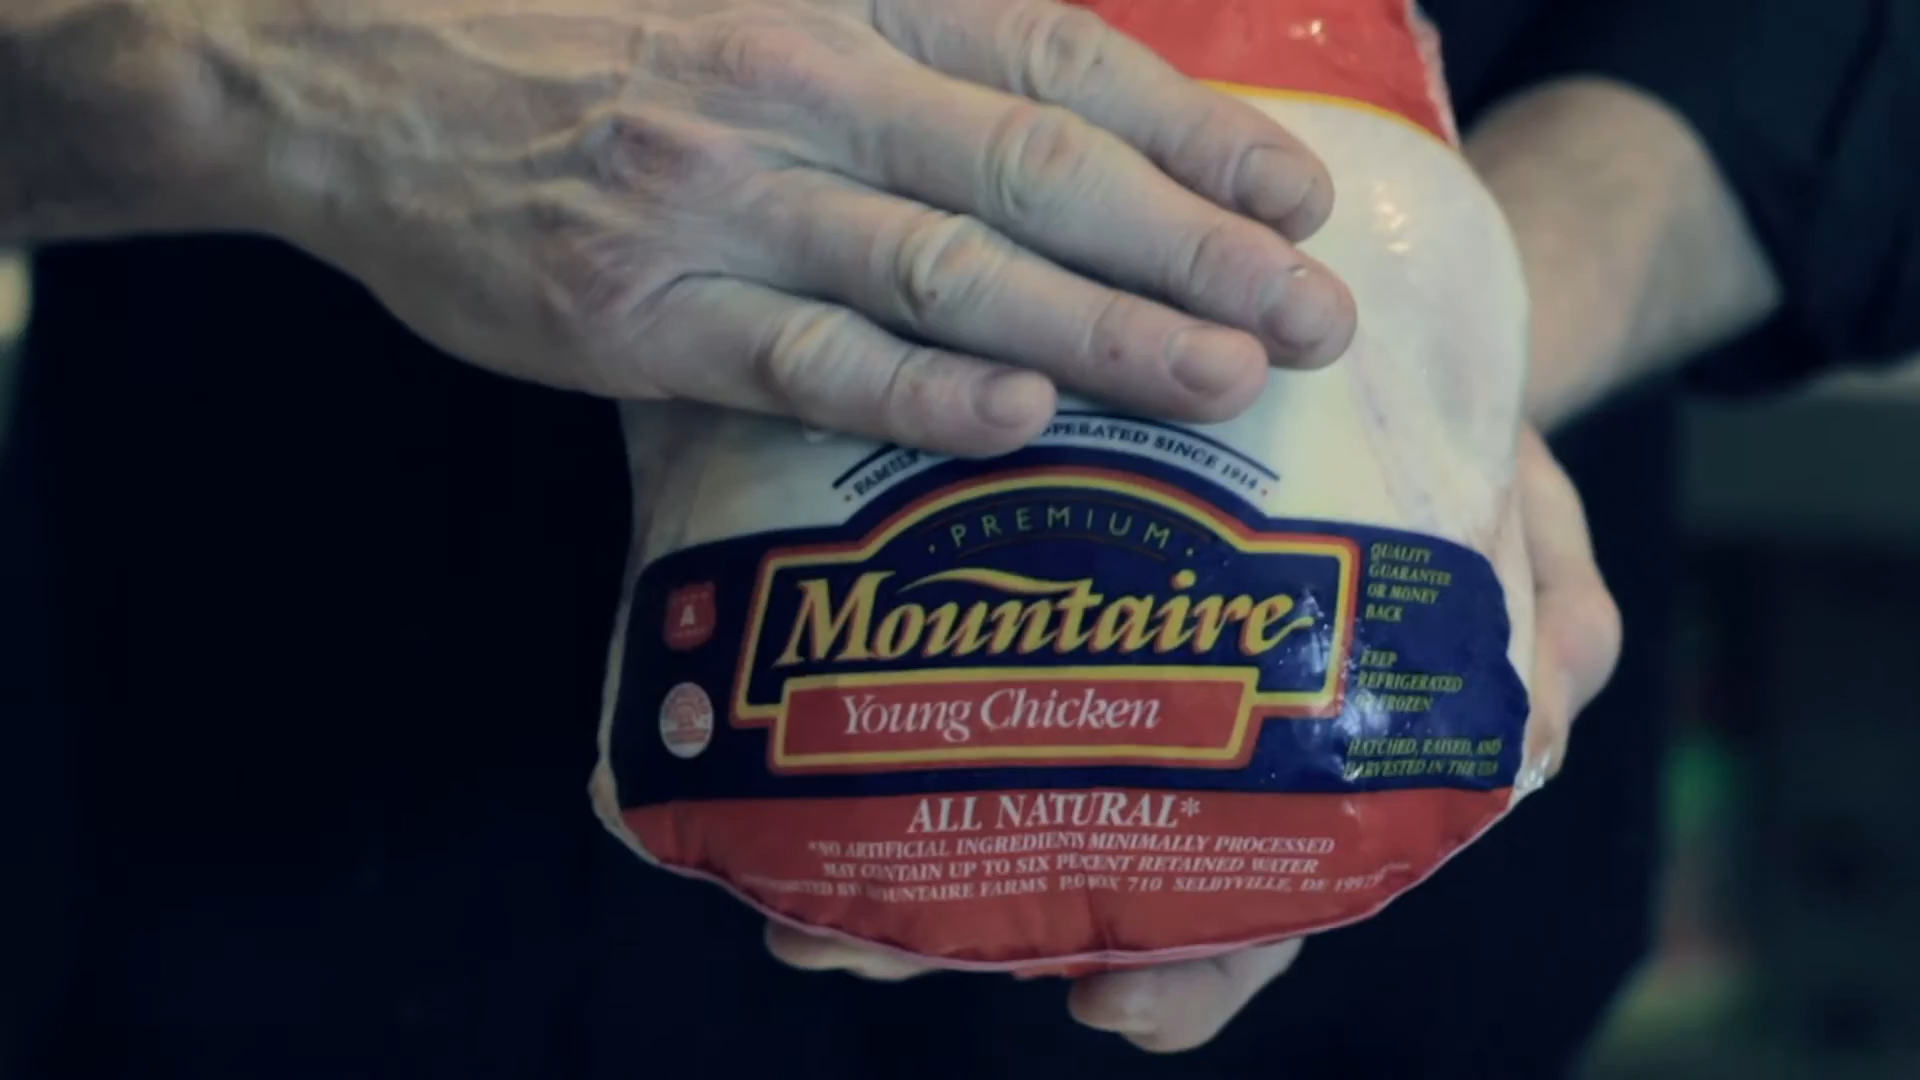 OPERATED SINCE 1914
PREMIUM
Mountaire
Young Chicken
A
QUALITY
GUARANTEE
OR MONEY
BACK
KEEP
REFRIGERATED
OR FROZEN
HATCHED, RAISED, AND
HARVESTED IN THE USA
ALL NATURAL*
*NO ARTIFICIAL INGREDIENTS MINIMALLY PROCESSED
MAY CONTAIN UP TO SIX PERCENT RETAINED WATER
BY MOUNTAIRE FARMS P.O BOX 710 SELBYVILLE, DE